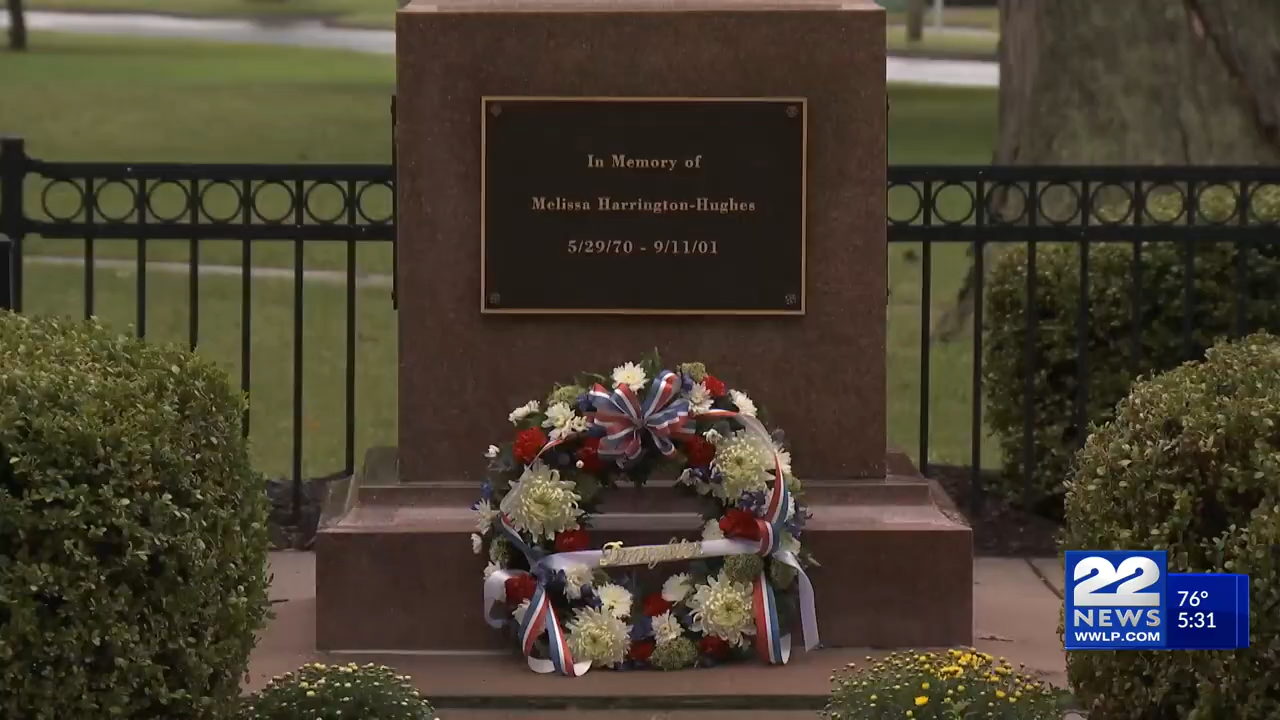 In Memory of
Melissa Harrington-Hughes
5/29/70 - 9/11/01
22
NEWS
WWLP.COM
76°
5:31